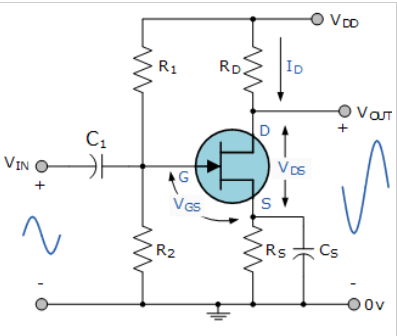 VDD
R1
RD
ID
C1
VOUT
+
D
VIN
G
VDS
+
VGS
S
R2
RS
CS
-
-
0v